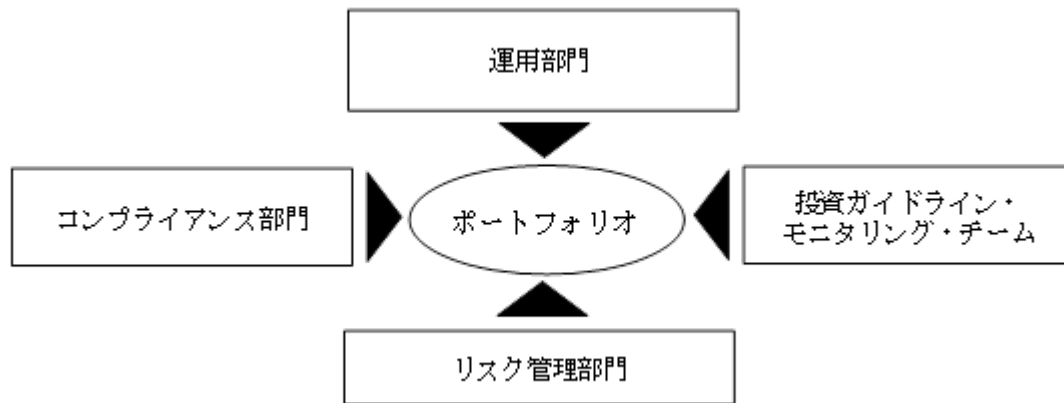 運用部門
コンプライアンス部門
ポートフォリオ
投資ガイドライン・
モニタリング・チーム
リスク管理部門